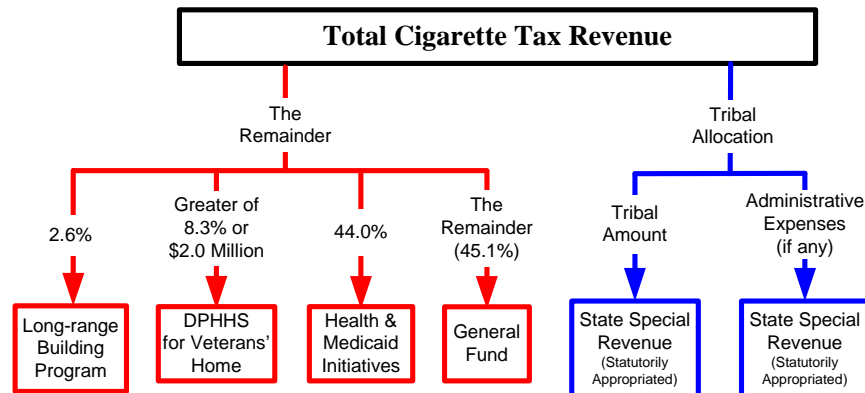 Total Cigarette Tax Revenue
The
Remainder
Tribal
Allocation
2.6%
Greater of
8.3% or
$2.0 Million
44.0%
The
Remainder
(45.1%)
Tribal
Amount
Administrative
Expenses
(if any)
Long-range
Building
Program
DPHHS
for Veterans'
Home
Health &
Medicaid
Initiatives
General
Fund
State Special
Revenue
(Statutorily
Appropriated)
State Special
Revenue
(Statutorily
Appropriated)